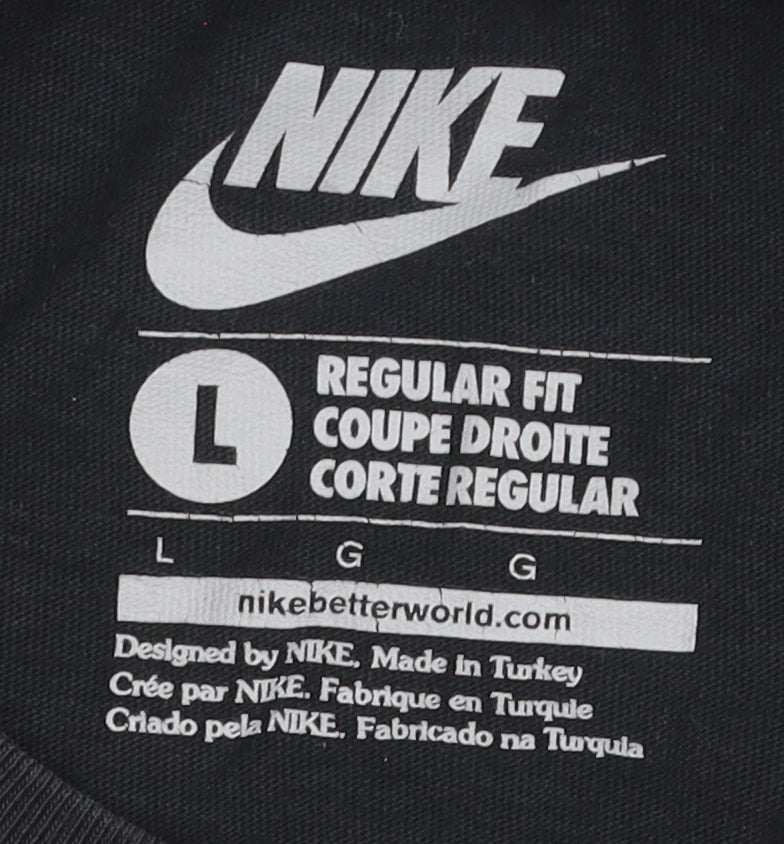 NIKE
L
REGULAR FIT
COUPE DROITE
CORTE REGULAR
L G G
nikebetterworld.com
Designed by NIKE. Made in Turkey
Crée par NIKE. Fabrique en Turquie
Criado pela NIKE. Fabricado na Turquia